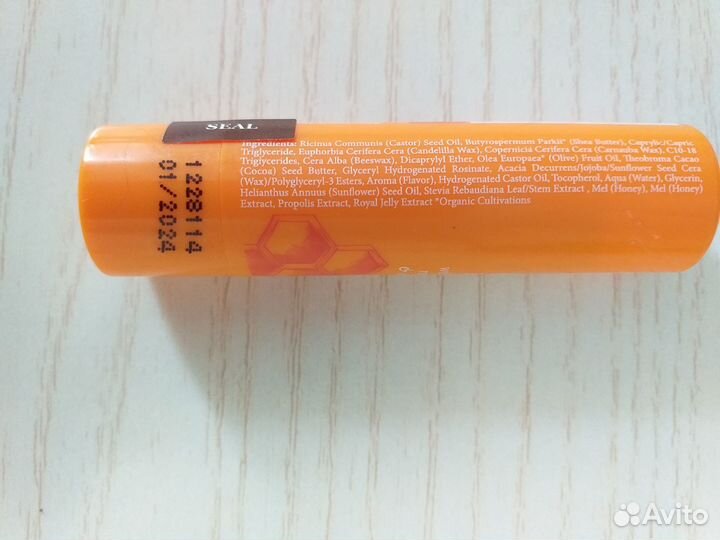 SEAL
Ingredients: Ricinus Communis (Castor) Seed Oil, Butyrospermum Parkii* (Shea Butter), Caprylic/Capric
Triglyceride, Euphorbia Cerifera Cera (Candelilla Wax), Copernicia Cerifera Cera (Carnauba Wax), C10-18
Triglycerides, Cera Alba (Beeswax), Dicaprylyl Ether, Olea Europaea* (Olive) Fruit Oil, Theobroma Cacao
(Cocoa) Seed Butter, Glyceryl Hydrogenated Rosinate, Acacia Decurrens/Jojoba/Sunflower Seed Cera
(Wax)/Polyglyceryl-3 Esters, Aroma (Flavor), Hydrogenated Castor Oil, Tocopherol, Aqua (Water), Glycerin,
Helianthus Annuus (Sunflower) Seed Oil, Stevia Rebaudiana Leaf/Stem Extract , Mel (Honey), Mel (Honey)
Extract, Propolis Extract, Royal Jelly Extract *Organic Cultivations
1228114
01/2024
Avito